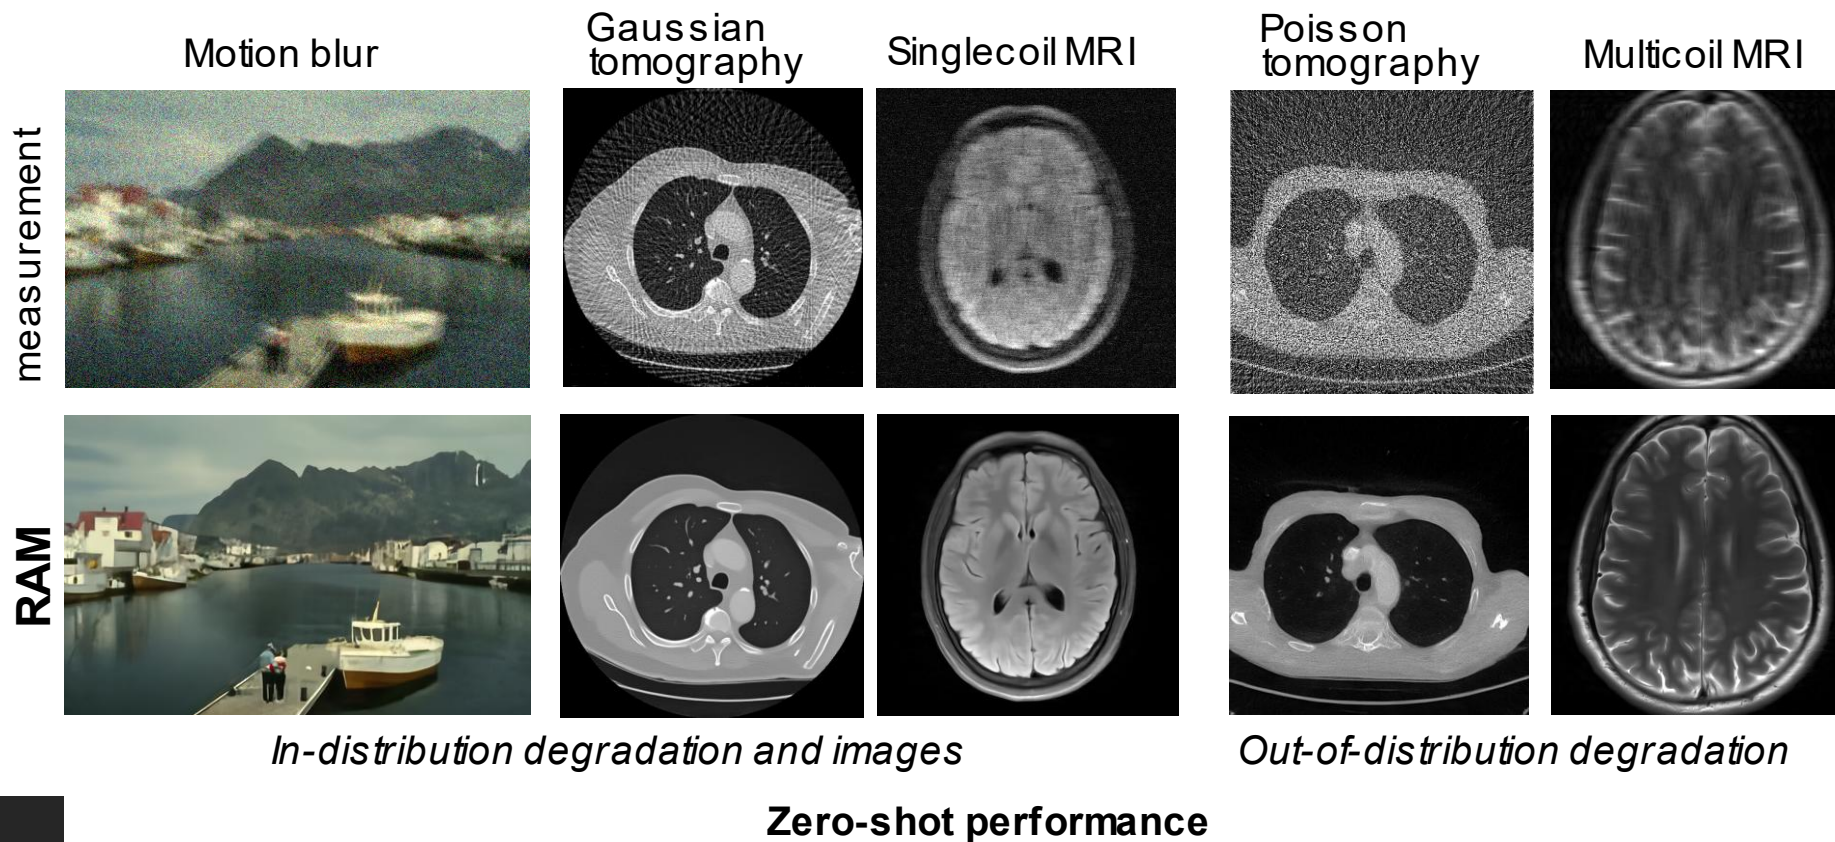 Motion blur
Gaussian
tomography
Singlecoil MRI
Poisson
tomography
Multicoil MRI
measurement
RAM
In-distribution degradation and images
Out-of-distribution degradation
Zero-shot performance